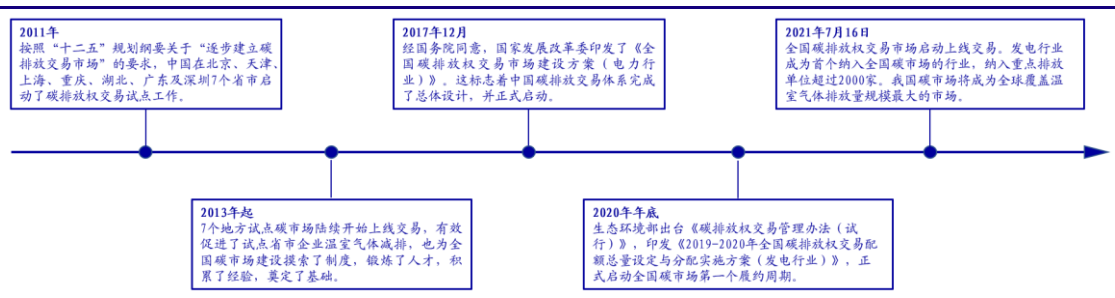 2011年
按照“十二五”规划纲要关于“逐步建立碳
排放交易市场”的要求，中国在北京、天津、
上海、重庆、湖北、广东及深圳7个省市启
动了碳排放权交易试点工作。
2013年起
7个地方试点碳市场陆续开始上线交易，有效
促进了试点省市企业温室气体减排，也为全
国碳市场建设摸索了制度，锻炼了人才，积
累了经验，奠定了基础。
2017年12月
经国务院同意，国家发展改革委印发了《全
国碳排放权交易市场建设方案（电力行
业）》。这标志着中国碳排放交易体系完成
了总体设计，并正式启动。
2020年年底
生态环境部出台《碳排放权交易管理办法（试
行）》，印发《2019-2020年全国碳排放权交易配
额总量设定与分配实施方案（发电行业）》，正
式启动全国碳市场第一个履约周期。
2021年7月16日
全国碳排放权交易市场启动上线交易。发电行业
成为首个纳入全国碳市场的行业，纳入重点排放
单位超过2000家。我国碳市场将成为全球覆盖温
室气体排放量规模最大的市场。